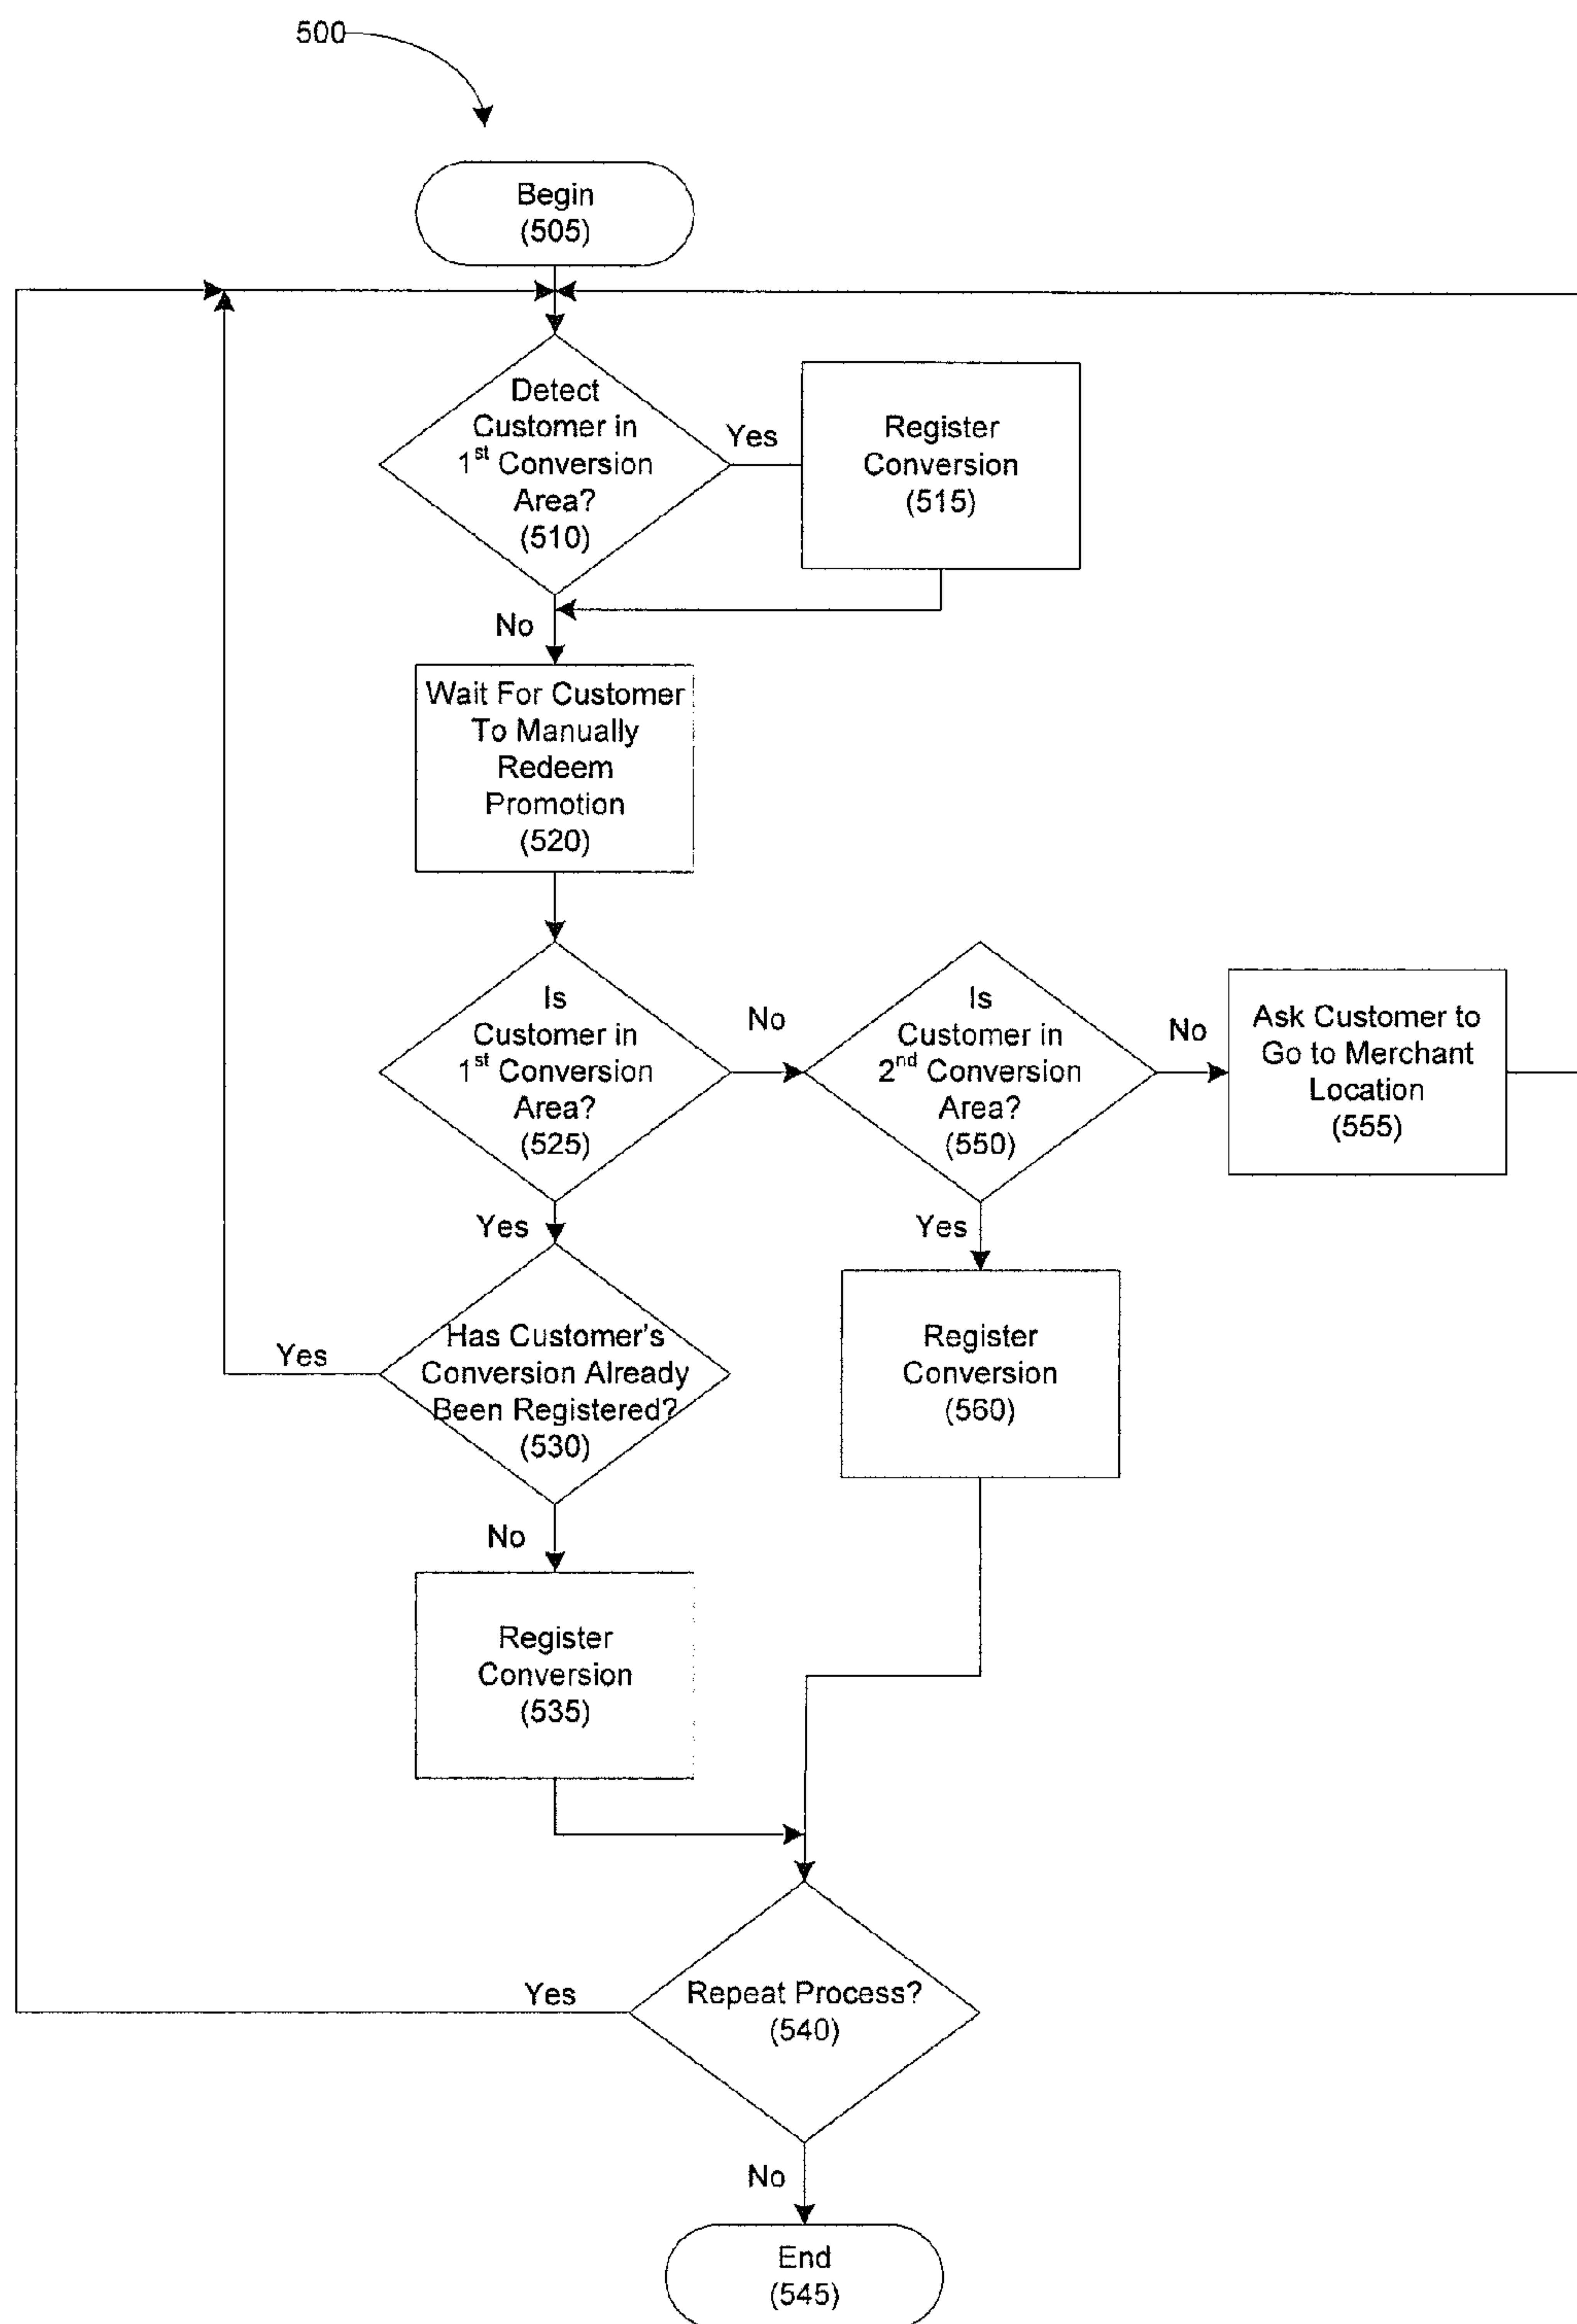 500
Begin
(505)
Detect
Customer in
1st Conversion
Area?
(510)
Yes
Register
Conversion
(515)
No
Wait For Customer
To Manually
Redeem
Promotion
(520)
Is
Customer in
1st Conversion
Area?
(525)
No
Is
Customer in
2nd Conversion
Area?
(550)
No
Ask Customer to
Go to Merchant
Location
(555)
Yes
Yes
Has Customer's
Conversion Already
Been Registered?
(530)
Yes
Register
Conversion
(560)
No
Register
Conversion
(535)
Repeat Process?
(540)
Yes
No
End
(545)